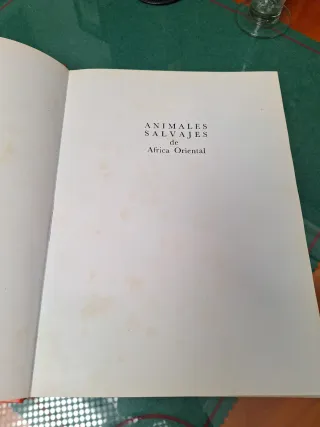 ANIMALES
SALVAJES
de
Africa Oriental